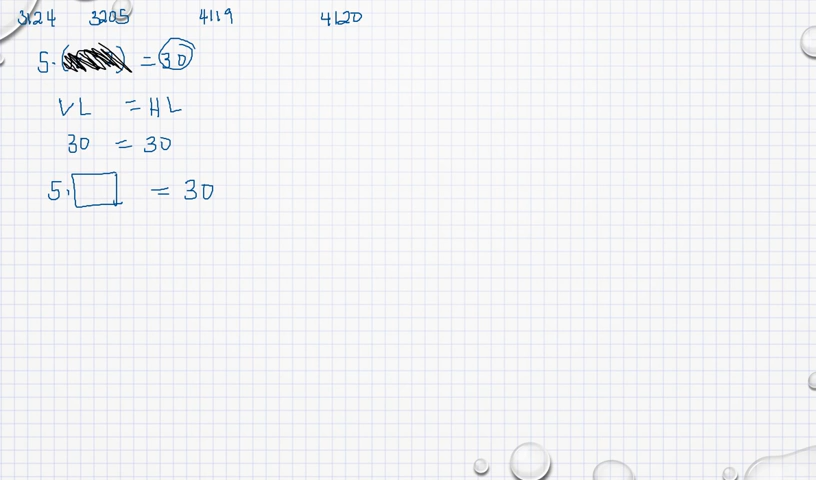 3124 3205 4119 4120
5·( ) = 30
VL = HL
30 = 30
5·□ = 30